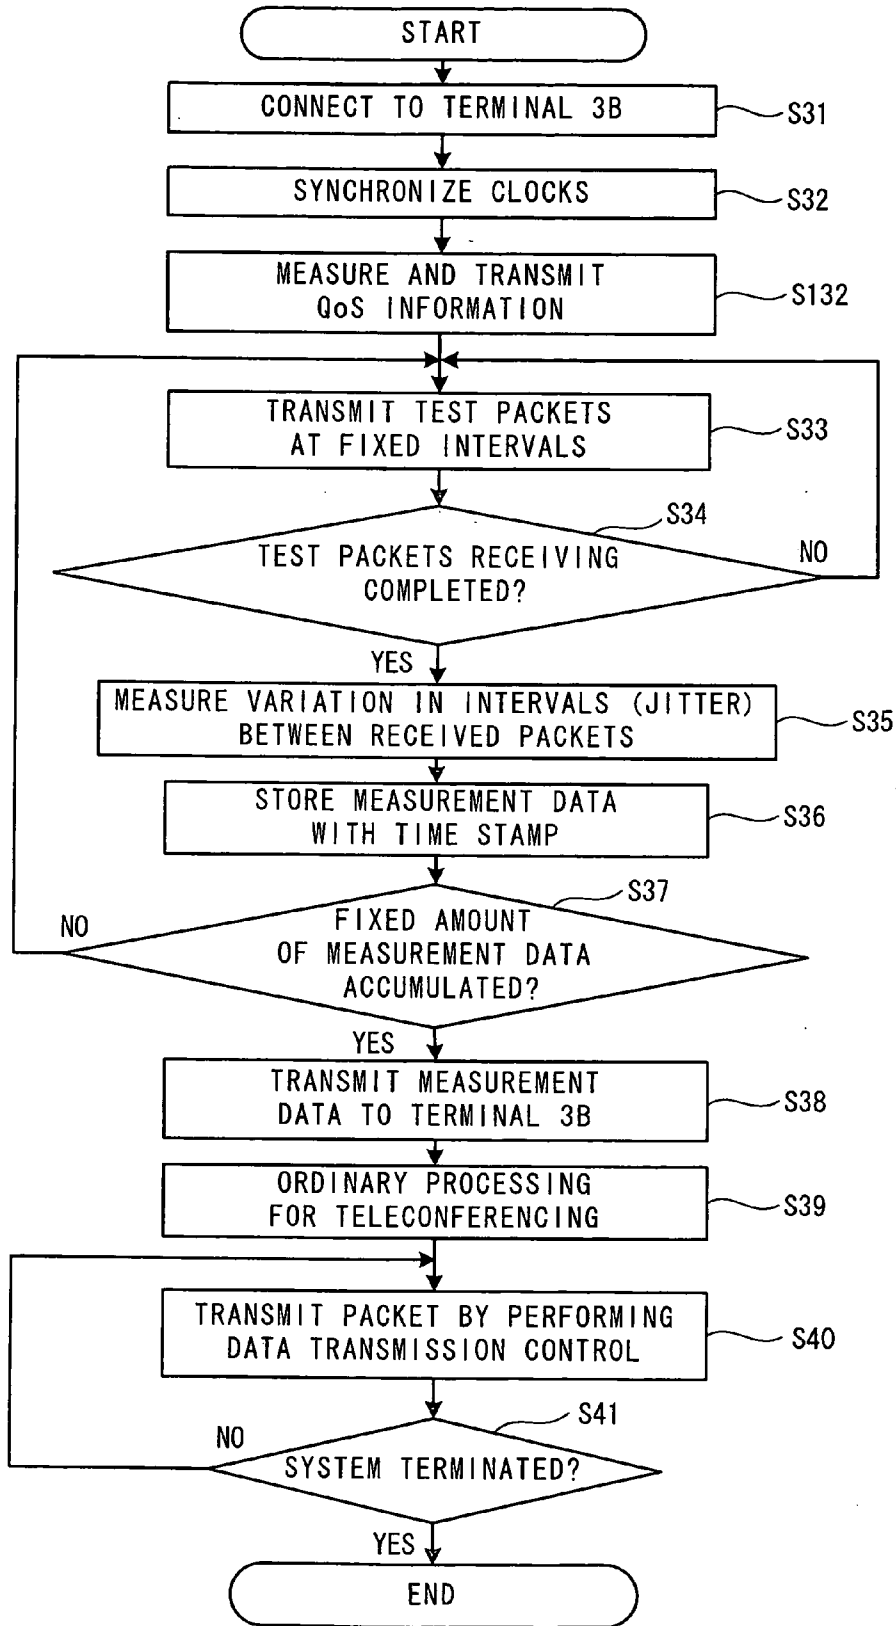 START
CONNECT TO TERMINAL 3B
S31
SYNCHRONIZE CLOCKS
S32
MEASURE AND TRANSMIT
QoS INFORMATION
S132
TRANSMIT TEST PACKETS
AT FIXED INTERVALS
S33
S34
TEST PACKETS RECEIVING
COMPLETED?
NO
YES
MEASURE VARIATION IN INTERVALS (JITTER)
BETWEEN RECEIVED PACKETS
S35
STORE MEASUREMENT DATA
WITH TIME STAMP
S36
S37
NO
FIXED AMOUNT
OF MEASUREMENT DATA
ACCUMULATED?
YES
TRANSMIT MEASUREMENT
DATA TO TERMINAL 3B
S38
ORDINARY PROCESSING
FOR TELECONFERENCING
S39
TRANSMIT PACKET BY PERFORMING
DATA TRANSMISSION CONTROL
S40
S41
NO
SYSTEM TERMINATED?
YES
END